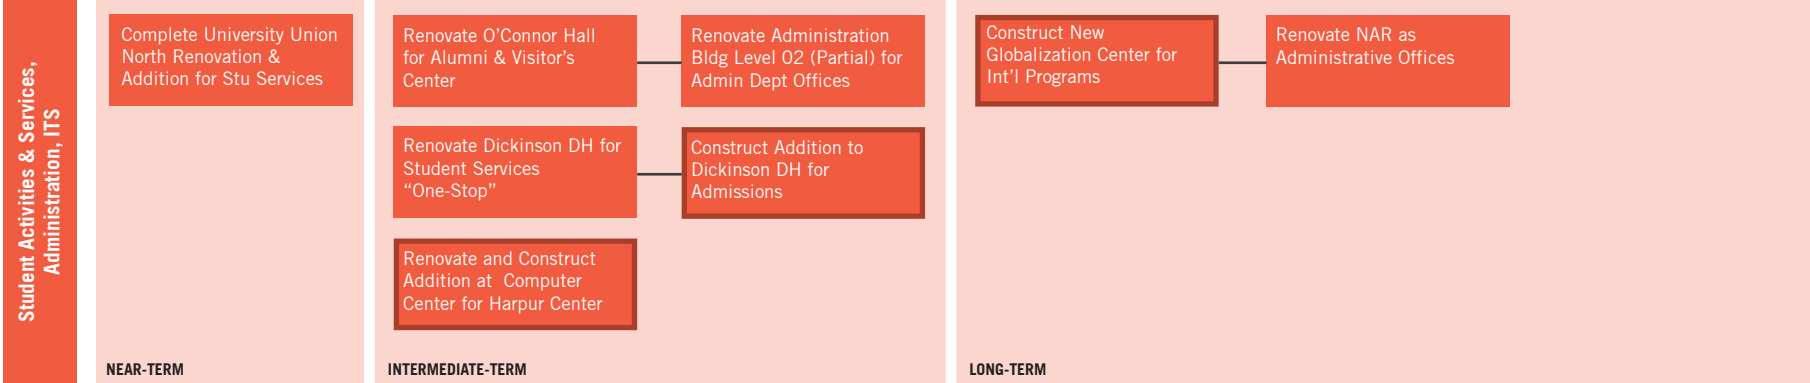 Student Activities & Services,
Administration, ITS
Complete University Union
North Renovation &
Addition for Stu Services
NEAR-TERM
Renovate O’Connor Hall
for Alumni & Visitor’s
Center
Renovate Administration
Bldg Level 02 (Partial) for
Admin Dept Offices
Renovate Dickinson DH for
Student Services
“One-Stop”
Construct Addition to
Dickinson DH for
Admissions
Renovate and Construct
Addition at Computer
Center for Harpur Center
INTERMEDIATE-TERM
Construct New
Globalization Center for
Int’l Programs
Renovate NAR as
Administrative Offices
LONG-TERM